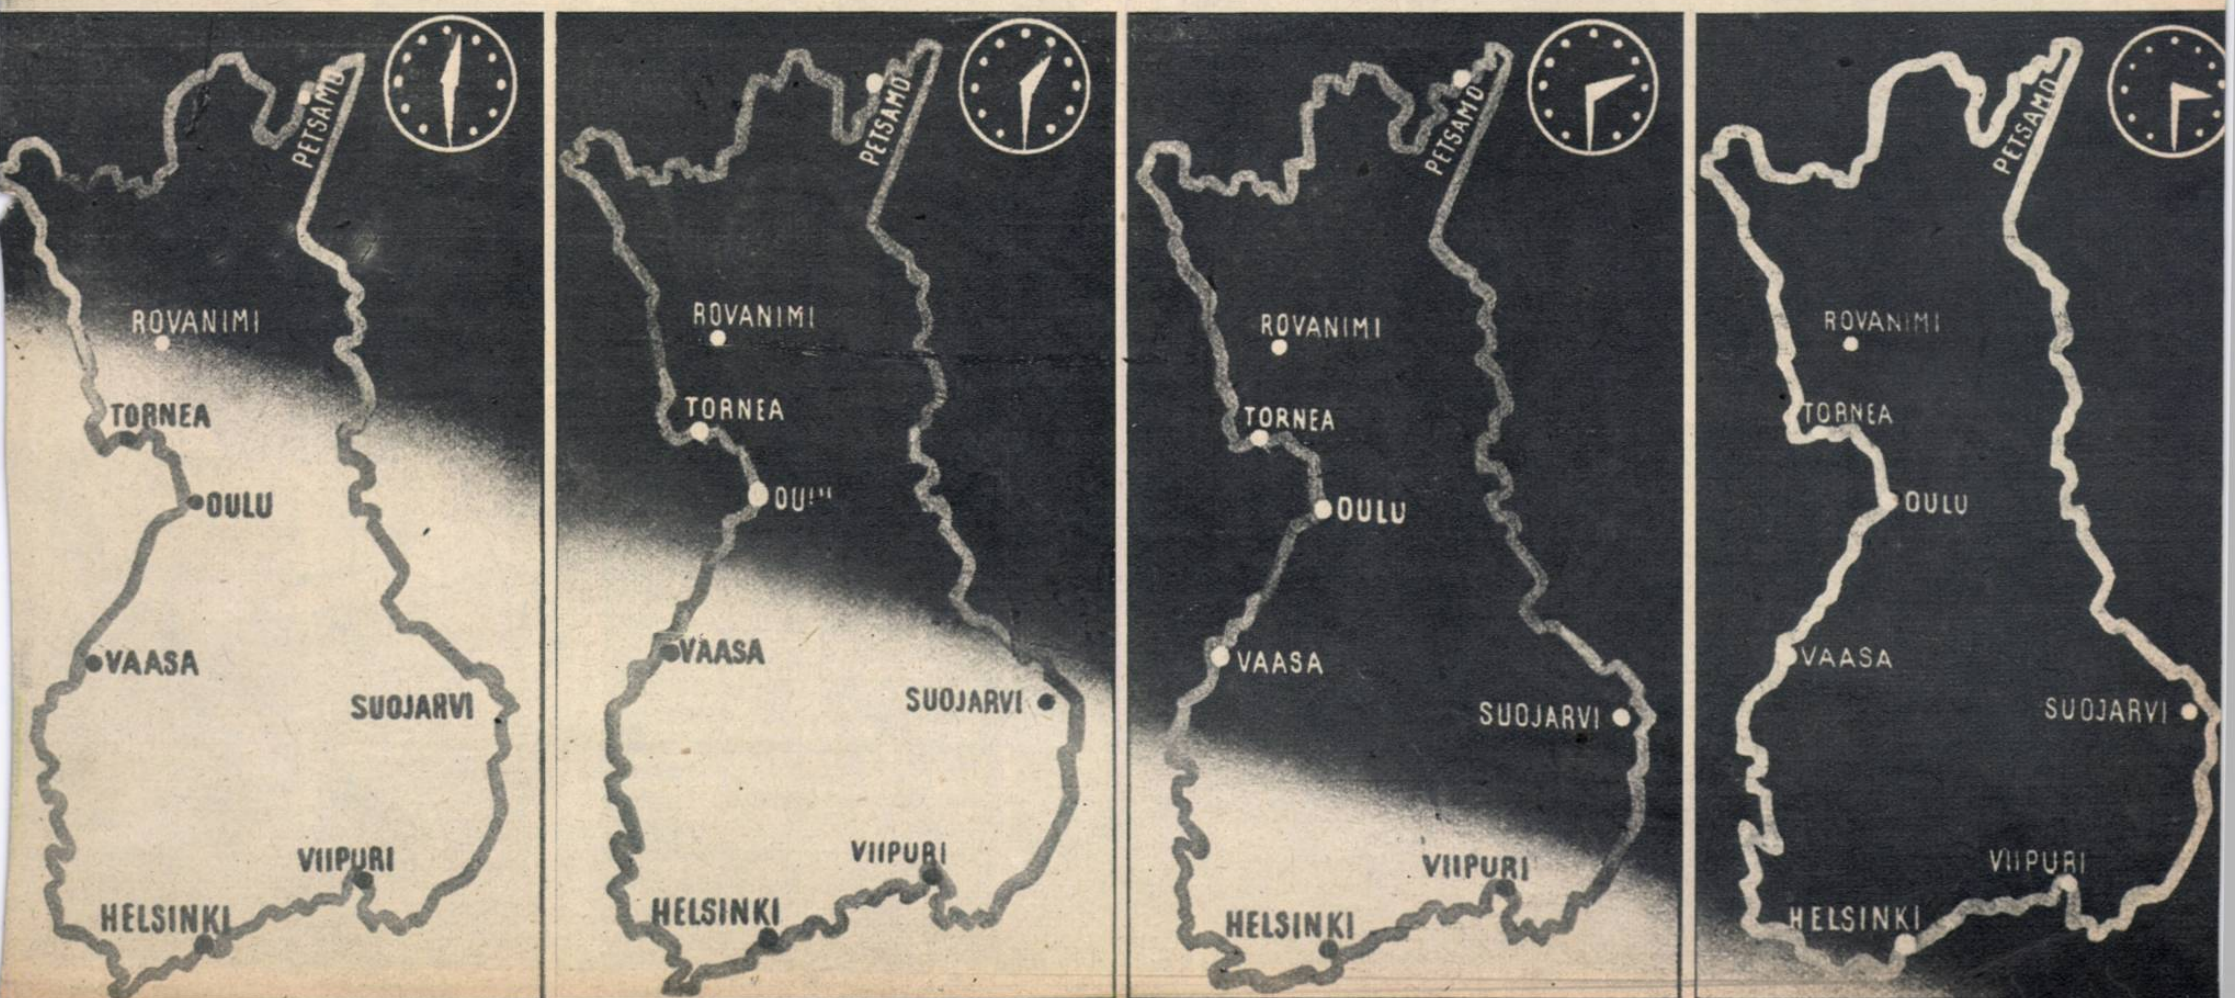 PETSAMO
ROVANIMI
TORNEA
OULU
VAASA
SUOJARVI
VIIPURI
HELSINKI
PETSAMO
ROVANIMI
TORNEA
OULU
VAASA
SUOJARVI
VIIPURI
HELSINKI
PETSAMO
ROVANIMI
TORNEA
OULU
VAASA
SUOJARVI
VIIPURI
HELSINKI
PETSAMO
ROVANIMI
TORNEA
OULU
VAASA
SUOJARVI
VIIPURI
HELSINKI